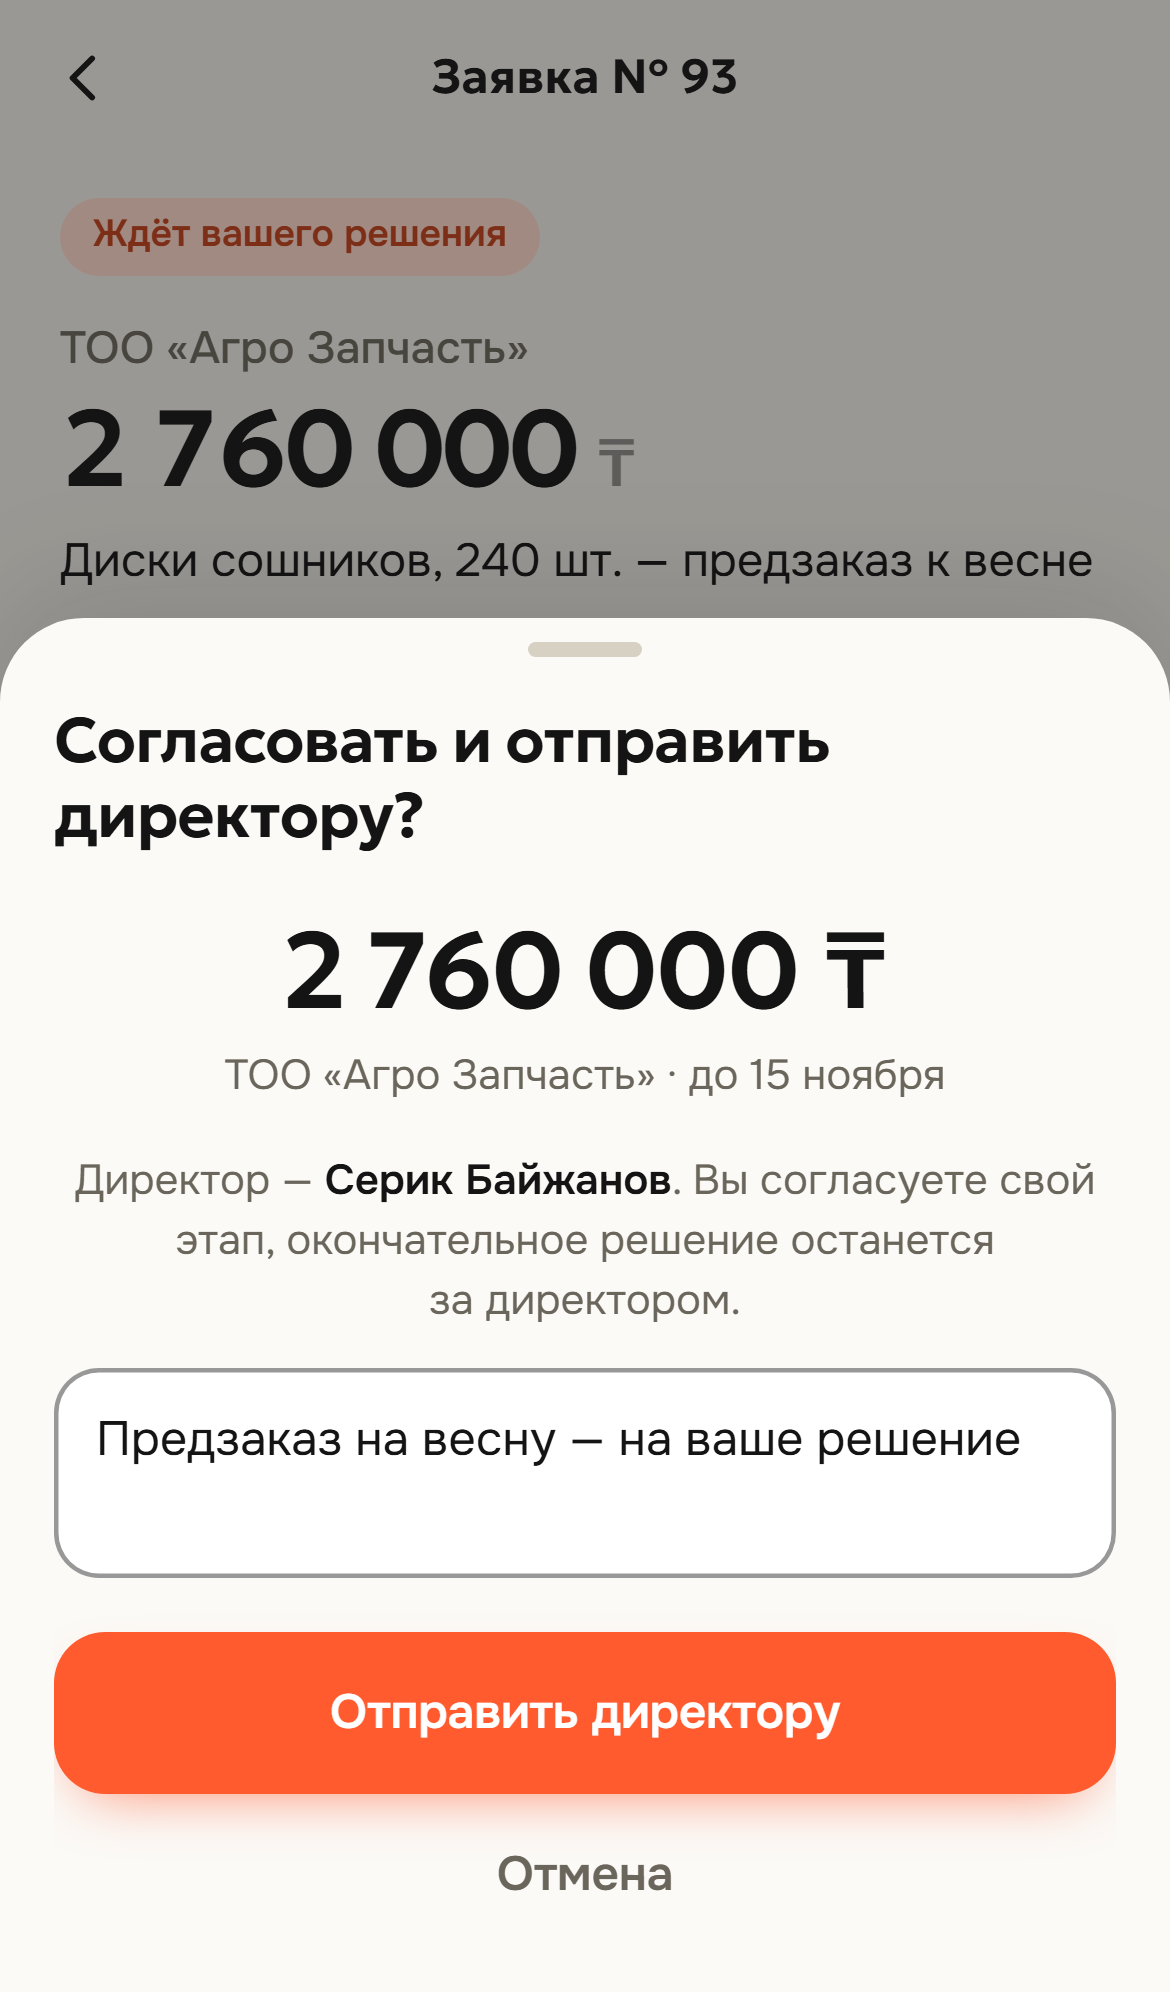 Заявка № 93
Ждёт вашего решения
ТОО «Агро Запчасть»
2 760 000 ₸
Диски сошников, 240 шт. — предзаказ к весне
Согласовать и отправить
директору?
2 760 000 ₸
ТОО «Агро Запчасть» · до 15 ноября
Директор — Серик Байжанов. Вы согласуете свой
этап, окончательное решение останется
за директором.
Предзаказ на весну — на ваше решение
Отправить директору
Отмена